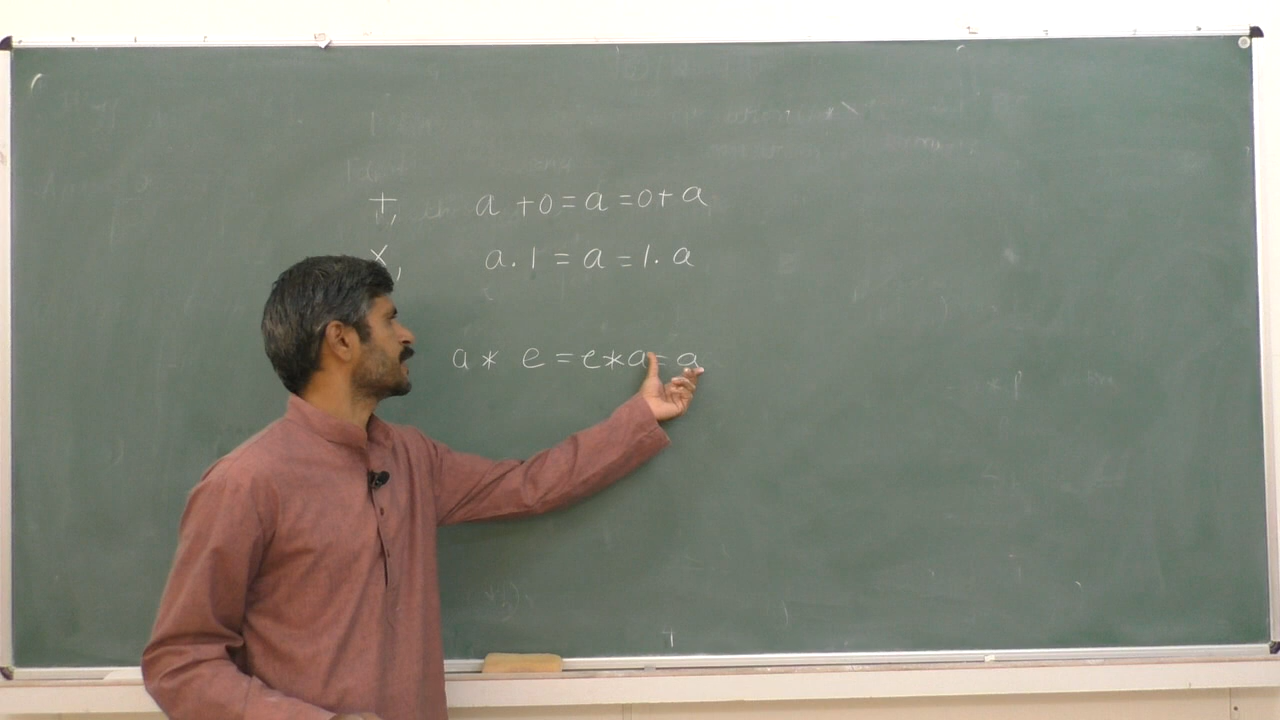 +, a + 0 = a = 0 + a
×, a . 1 = a = 1 . a
a * e = e * a = a